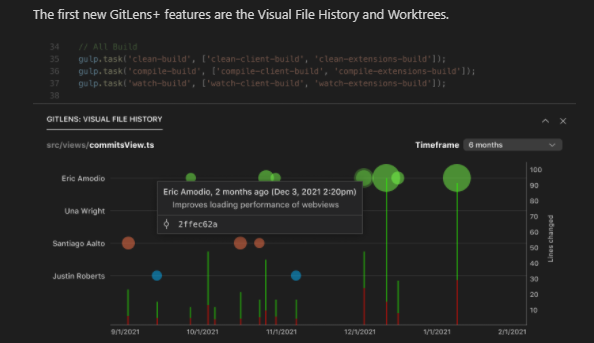 The first new GitLens+ features are the Visual File History and Worktrees.
34 // All Build
35 gulp.task('clean-build', ['clean-client-build', 'clean-extensions-build']);
36 gulp.task('compile-build', ['compile-client-build', 'compile-extensions-build']);
37 gulp.task('watch-build', ['watch-client-build', 'watch-extensions-build']);
38
GITLENS: VISUAL FILE HISTORY
src/views/commitsView.ts Timeframe 6 months
Eric Amodio
Una Wright
Santiago Aalto
Justin Roberts
Eric Amodio, 2 months ago (Dec 3, 2021 2:20pm)
Improves loading performance of webviews
2ffec62a
100
90
80
70
60
50
40
30
20
10
Lines changed
9/1/2021 10/1/2021 11/1/2021 12/1/2021 1/1/2021 2/1/2021